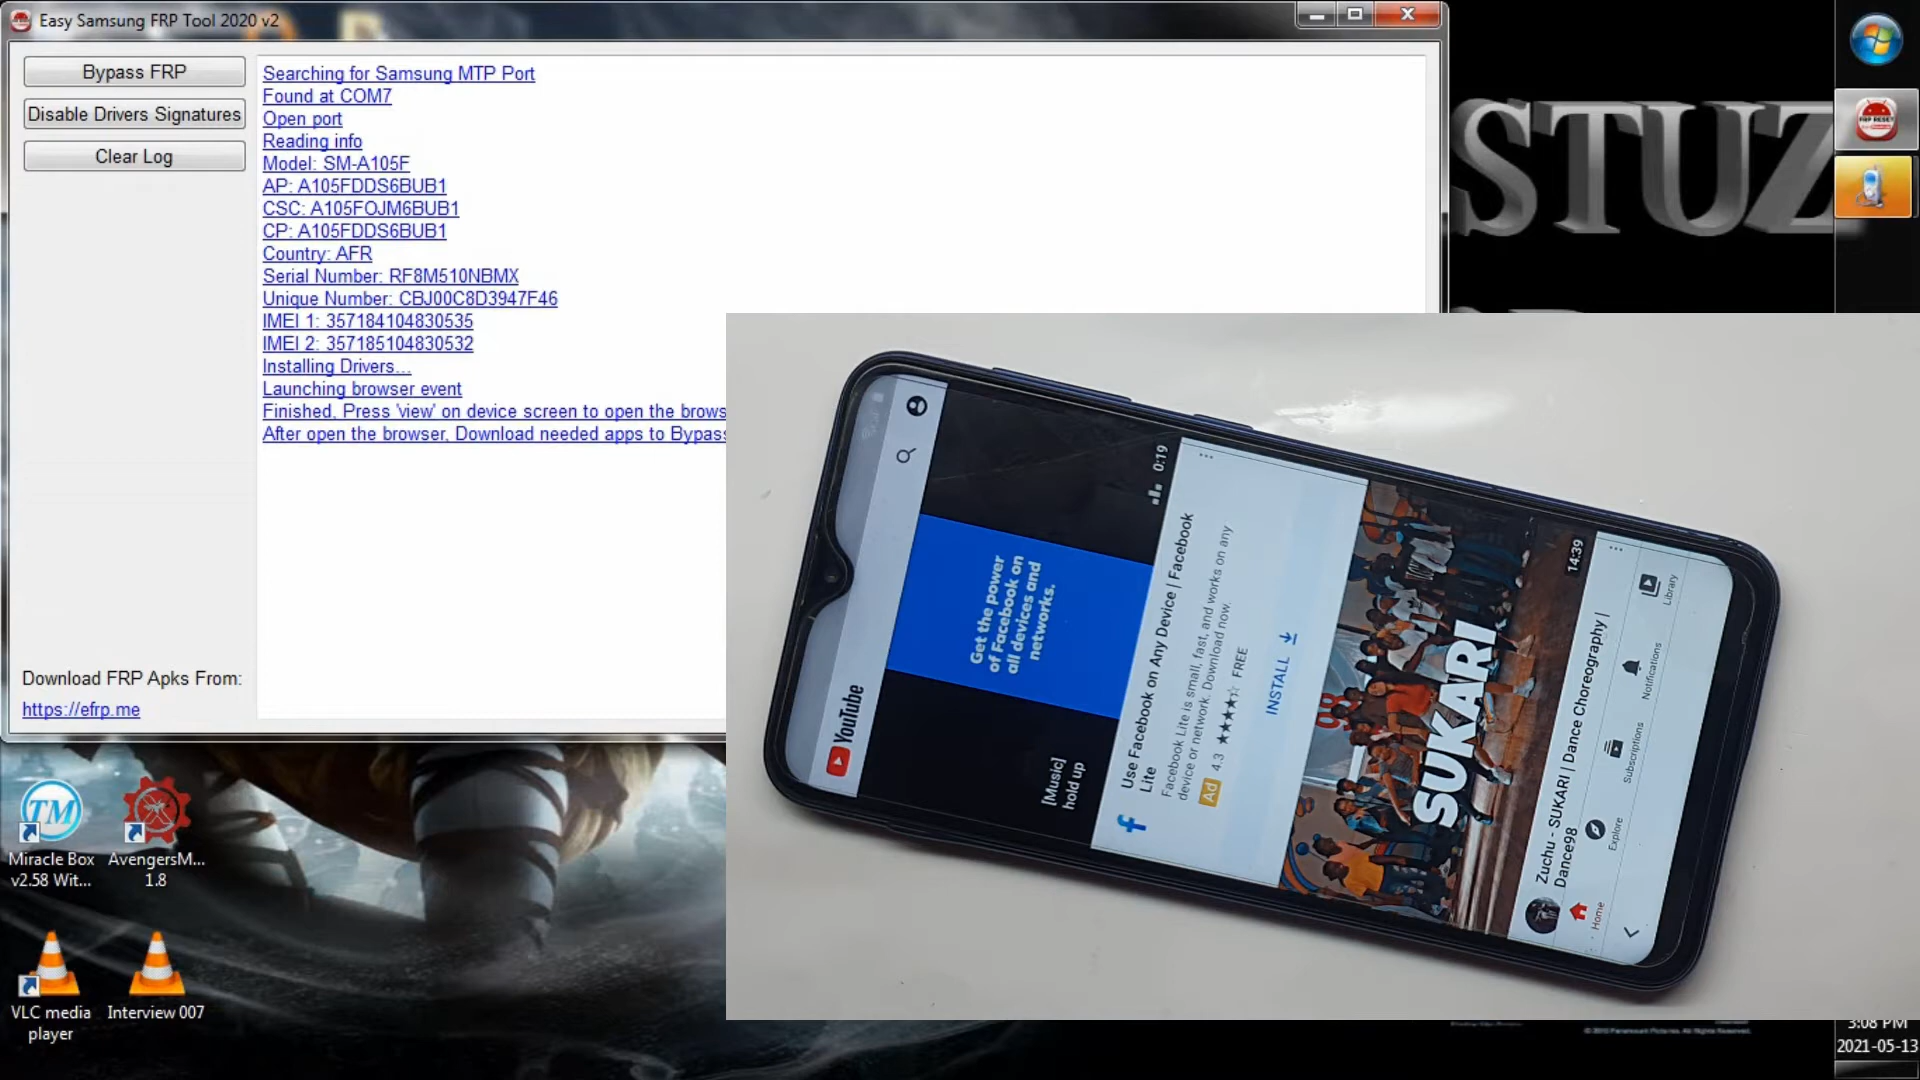 Easy Samsung FRP Tool 2020 v2
Bypass FRP
Disable Drivers Signatures
Clear Log
Searching for Samsung MTP Port
Found at COM7
Open port
Reading info
Model: SM-A105F
AP: A105FDDS6BUB1
CSC: A105FOJM6BUB1
CP: A105FDDS6BUB1
Country: AFR
Serial Number: RF8M510NBMX
Unique Number: CBJ00C8D3947F46
IMEI 1: 357184104830535
IMEI 2: 357185104830532
Installing Drivers...
Launching browser event
Finished, Press 'view' on device screen to open the brows
After open the browser, Download needed apps to Bypass
Download FRP Apks From:
https://efrp.me
STUZ
FRP RESET
TM
Miracle Box
v2.58 Wit...
AvengersM...
1.8
VLC media
player
Interview 007
3:08 PM
2021-05-13
YouTube
Get the power
of Facebook on
all devices and
networks.
[Music]
hold up
0:19
Use Facebook on Any Device | Facebook
Lite
Facebook Lite is small, fast, and works on any
device or network. Download now.
Ad 4.3 ★★★★☆ FREE
INSTALL
SUKARI
14:39
Zuchu - SUKARI | Dance Choreography |
Dance98
Home
Explore
Subscriptions
Notifications
Library